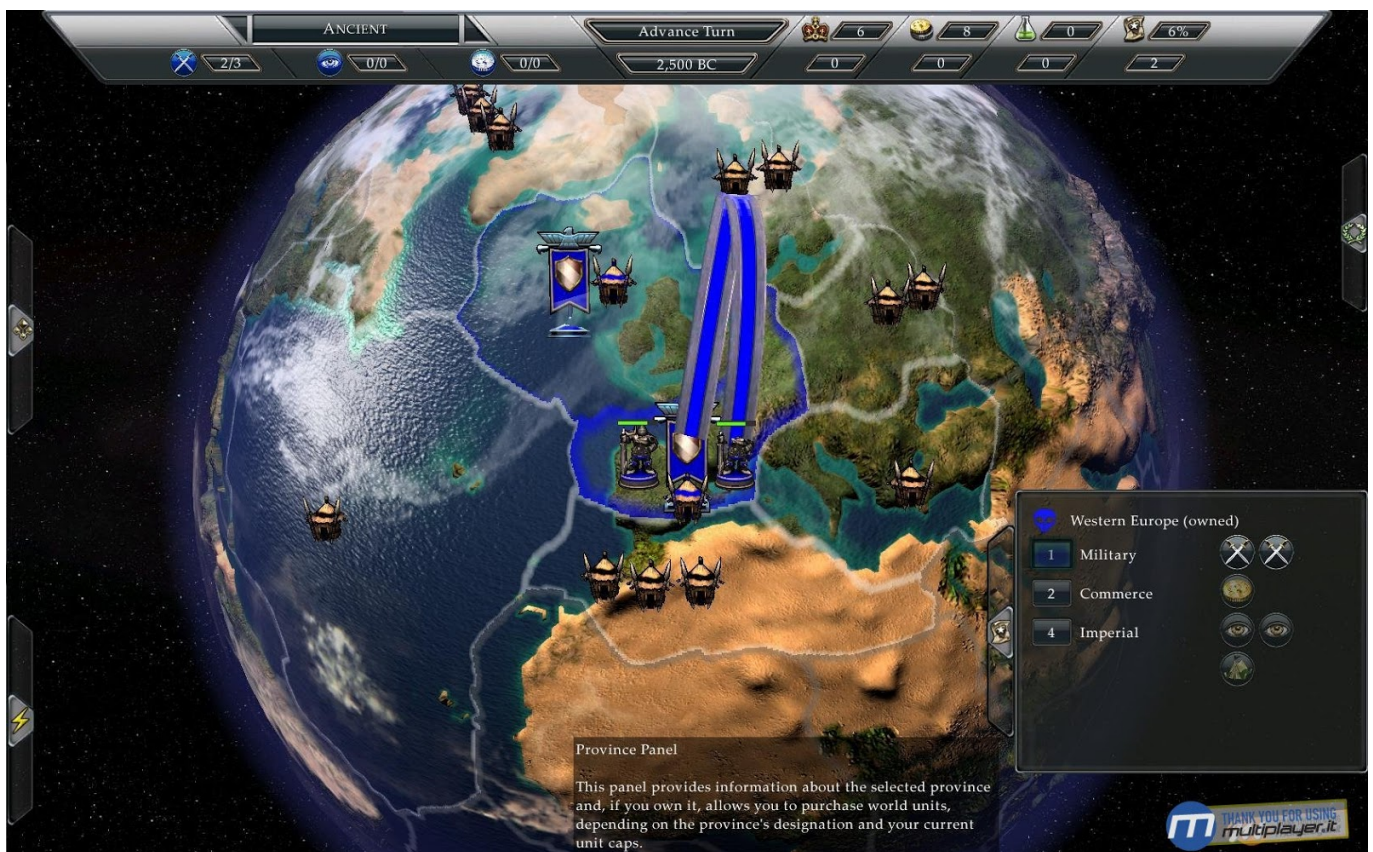 ANCIENT
Advance Turn
6
8
0
6%
2/3
0/0
0/0
2,500 BC
0
0
0
2
Western Europe (owned)
1 Military
2 Commerce
4 Imperial
Province Panel
This panel provides information about the selected province
and, if you own it, allows you to purchase world units,
depending on the province's designation and your current
unit caps.
THANK YOU FOR USING
multiplayer.it